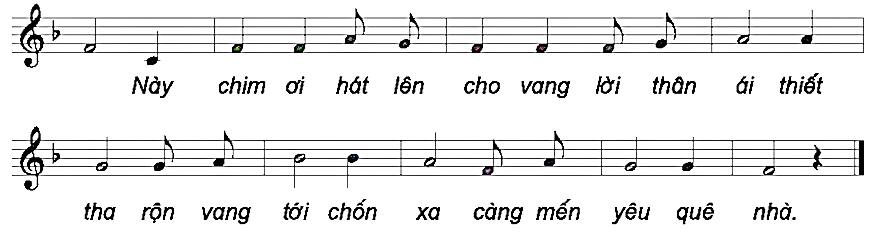 Này chim ơi hát lên cho vang lời thân ái thiết
tha rộn vang tới chốn xa càng mến yêu quê nhà.